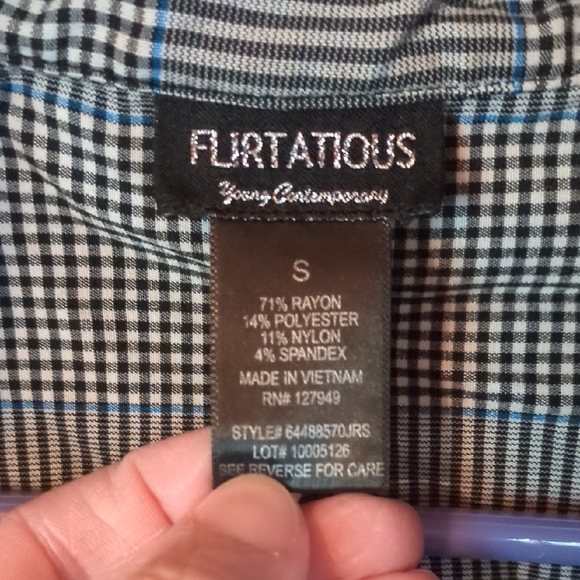 FLIRTATIOUS
Young Contemporary
S
71% RAYON
14% POLYESTER
11% NYLON
4% SPANDEX
MADE IN VIETNAM
RN# 127949
STYLE# 64488570JRS
LOT# 10005126
SEE REVERSE FOR CARE